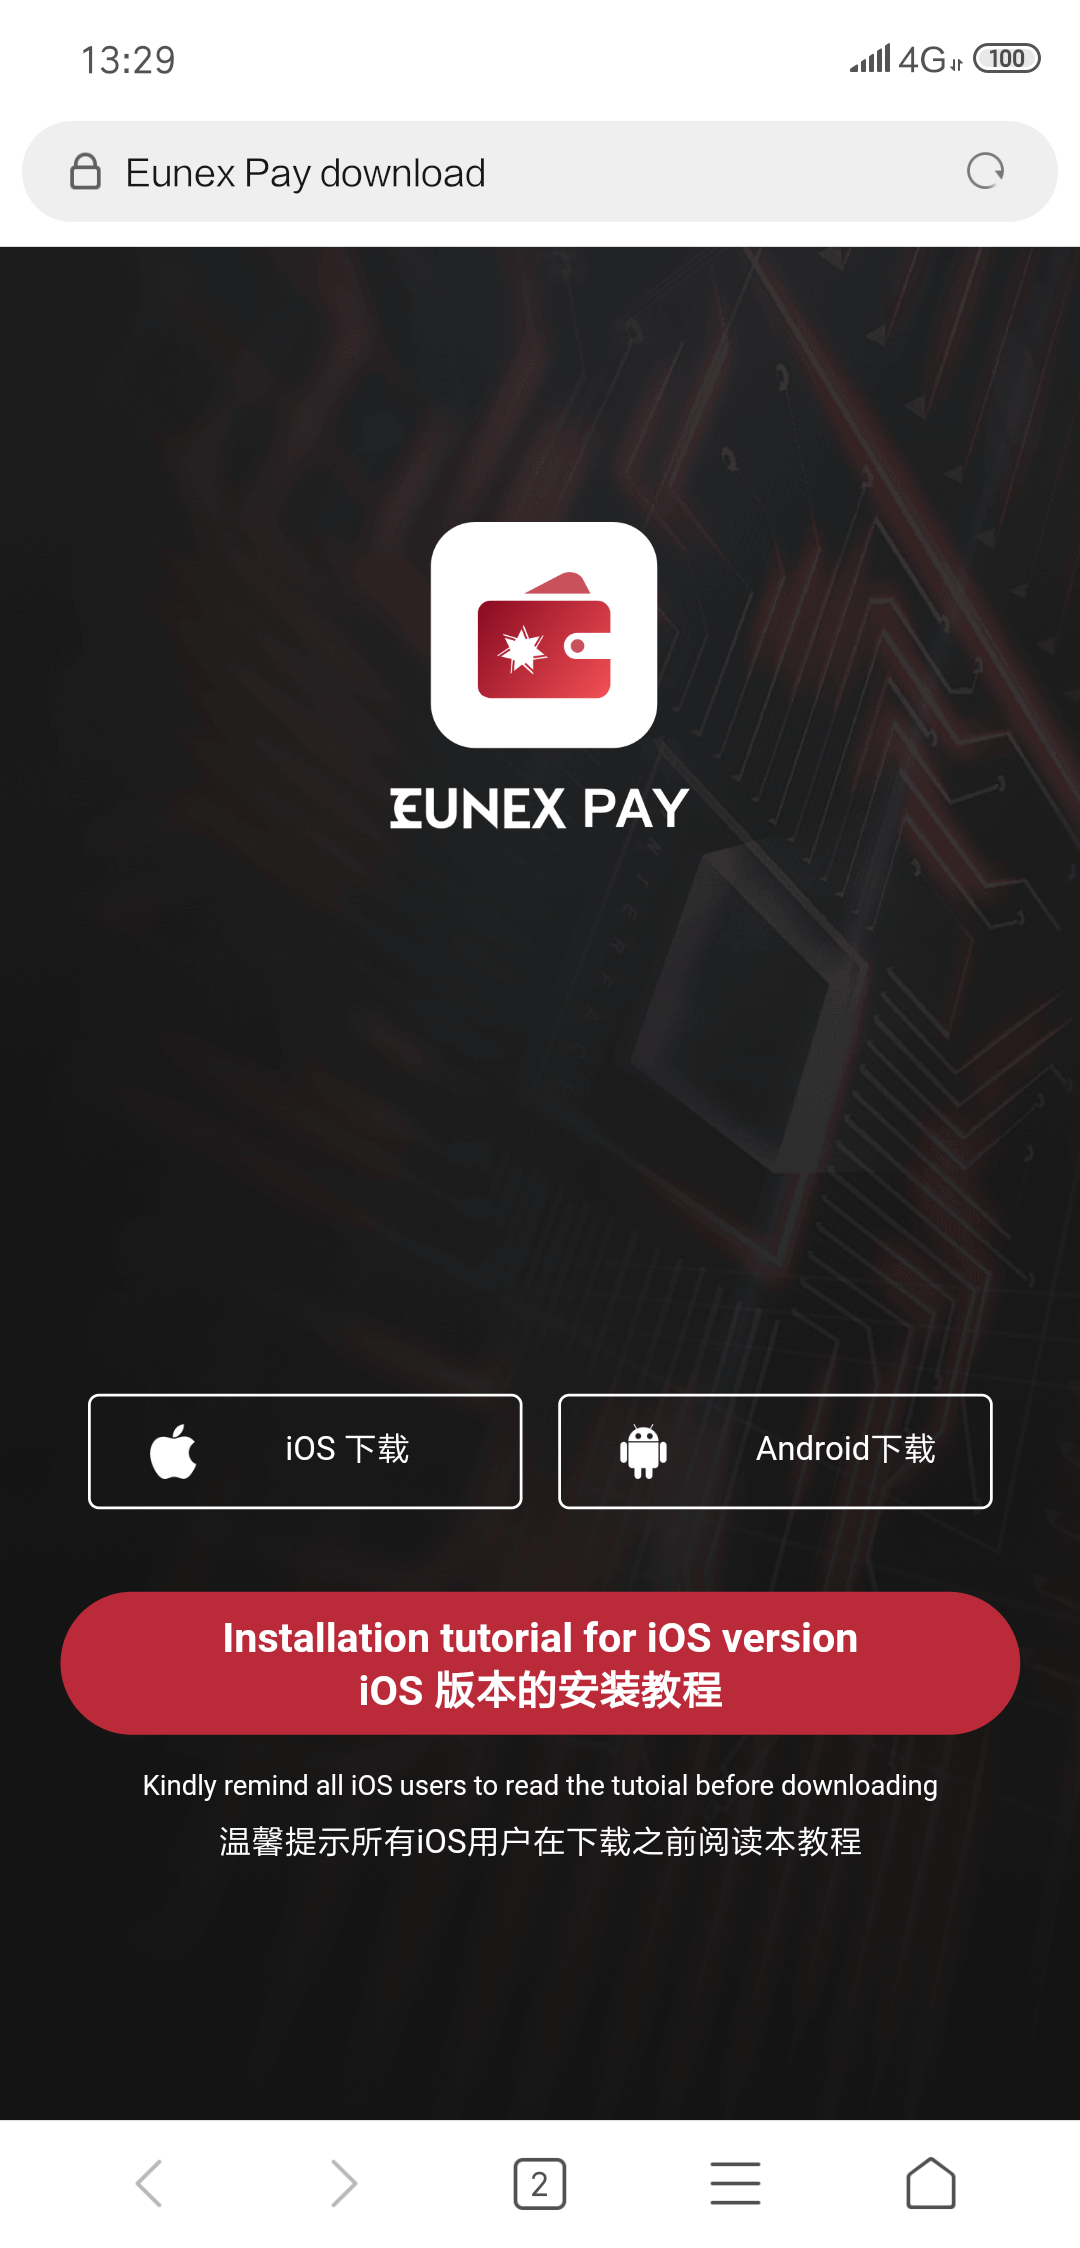 13:29
4G
100
Eunex Pay download
EUNEX PAY
iOS 下载
Android下载
Installation tutorial for iOS version
iOS 版本的安装教程
Kindly remind all iOS users to read the tutoial before downloading
温馨提示所有iOS用户在下载之前阅读本教程
2